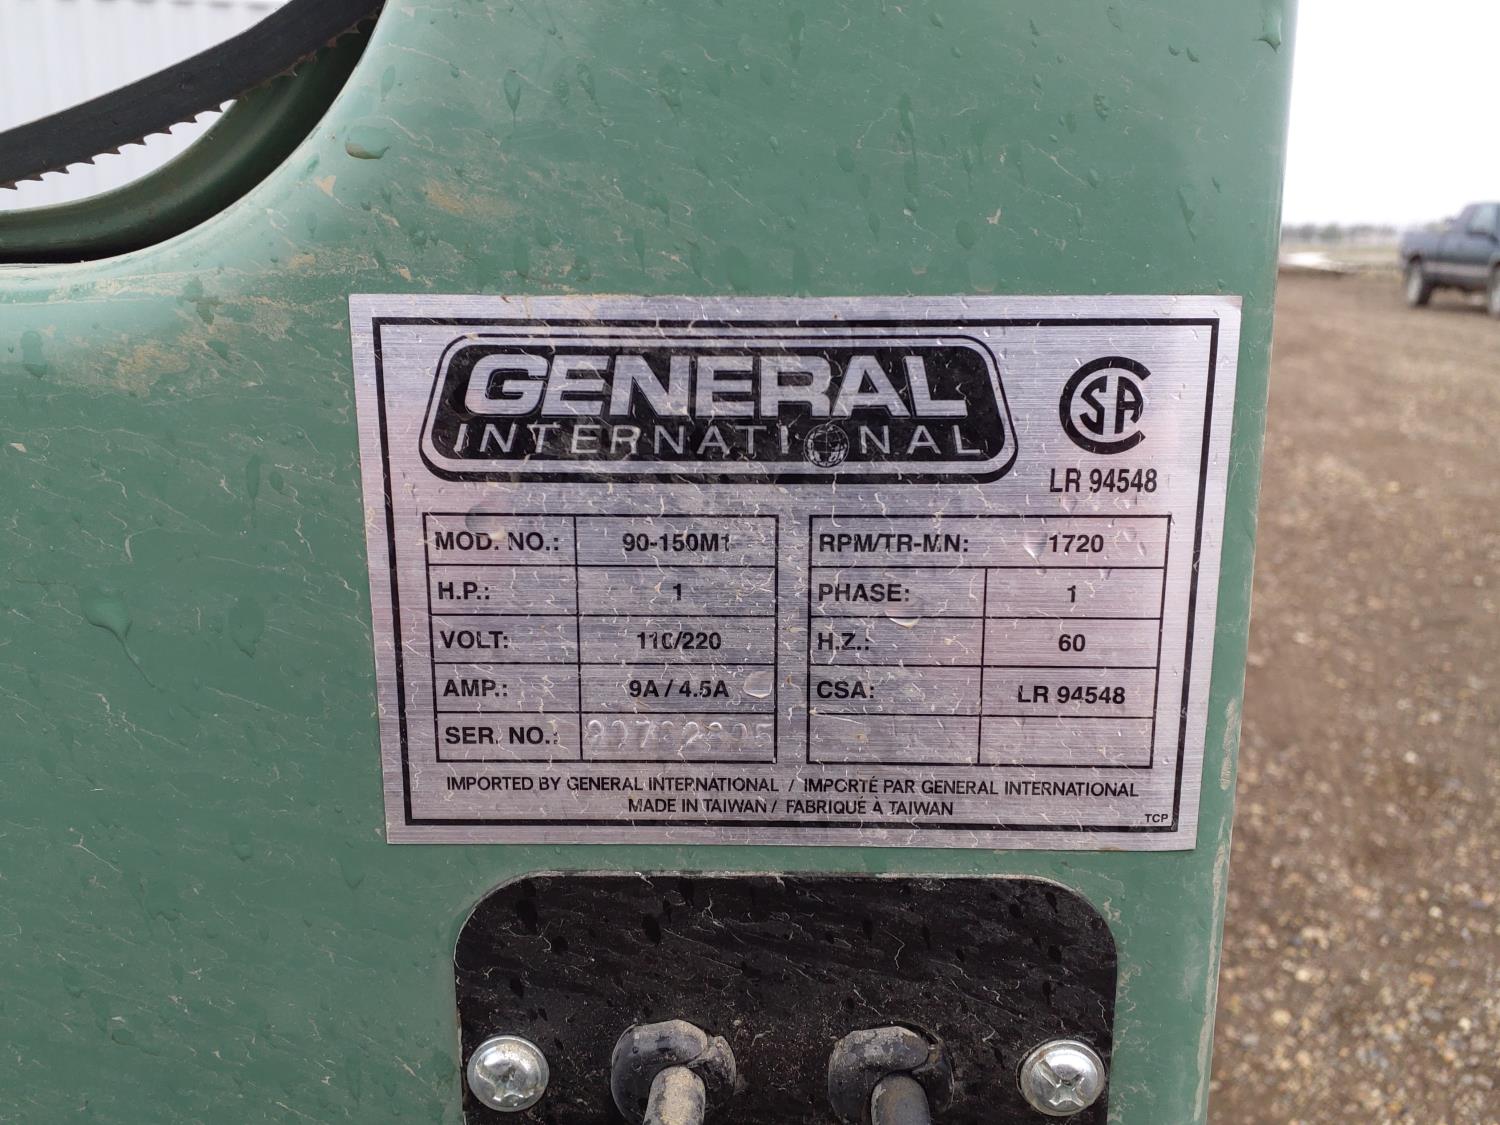 GENERAL
INTERNATIONAL
CSA
LR 94548
MOD. NO.: 90-150M1
H.P.: 1
VOLT: 110/220
AMP.: 9A / 4.5A
SER. NO.:
RPM/TR-MN: 1720
PHASE: 1
H.Z.: 60
CSA: LR 94548
IMPORTED BY GENERAL INTERNATIONAL / IMPORTÉ PAR GENERAL INTERNATIONAL
MADE IN TAIWAN / FABRIQUÉ À TAIWAN
TCP